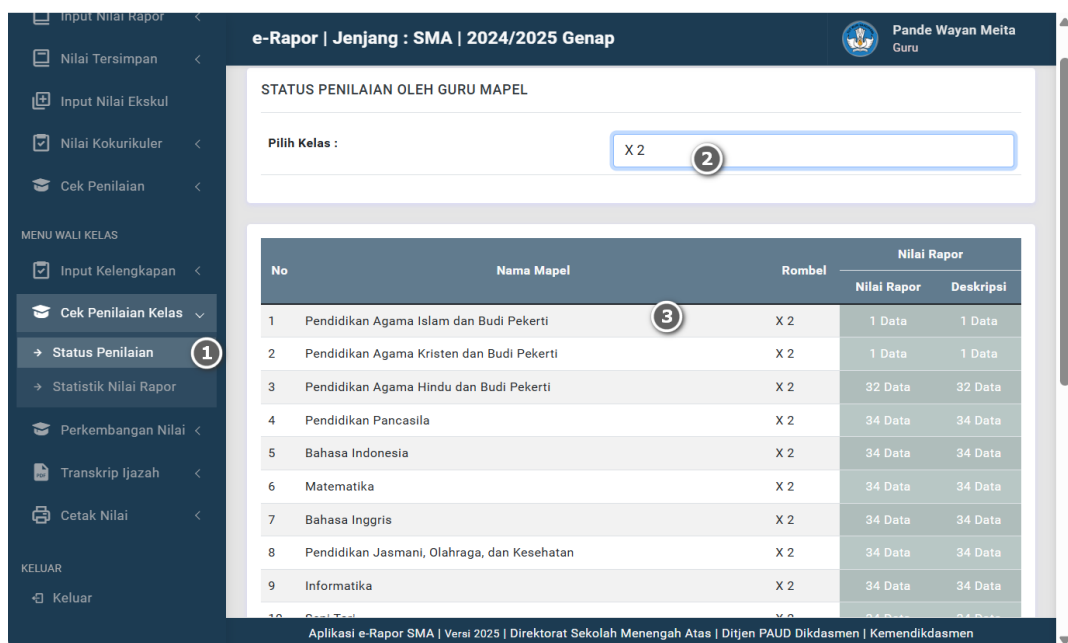 Input Nilai Rapor
Nilai Tersimpan
Input Nilai Ekskul
Nilai Kokurikuler
Cek Penilaian
MENU WALI KELAS
Input Kelengkapan
Cek Penilaian Kelas
Status Penilaian
1
Statistik Nilai Rapor
Perkembangan Nilai
Transkrip Ijazah
Cetak Nilai
KELUAR
Keluar
e-Rapor | Jenjang : SMA | 2024/2025 Genap
Pande Wayan Meita
Guru
STATUS PENILAIAN OLEH GURU MAPEL
Pilih Kelas :
X 2
2
No Nama Mapel Rombel Nilai Rapor
Nilai Rapor Deskripsi
3
1 Pendidikan Agama Islam dan Budi Pekerti X 2 1 Data 1 Data
2 Pendidikan Agama Kristen dan Budi Pekerti X 2 1 Data 1 Data
3 Pendidikan Agama Hindu dan Budi Pekerti X 2 32 Data 32 Data
4 Pendidikan Pancasila X 2 34 Data 34 Data
5 Bahasa Indonesia X 2 34 Data 34 Data
6 Matematika X 2 34 Data 34 Data
7 Bahasa Inggris X 2 34 Data 34 Data
8 Pendidikan Jasmani, Olahraga, dan Kesehatan X 2 34 Data 34 Data
9 Informatika X 2 34 Data 34 Data
Aplikasi e-Rapor SMA | Versi 2025 | Direktorat Sekolah Menengah Atas | Ditjen PAUD Dikdasmen | Kemendikdasmen